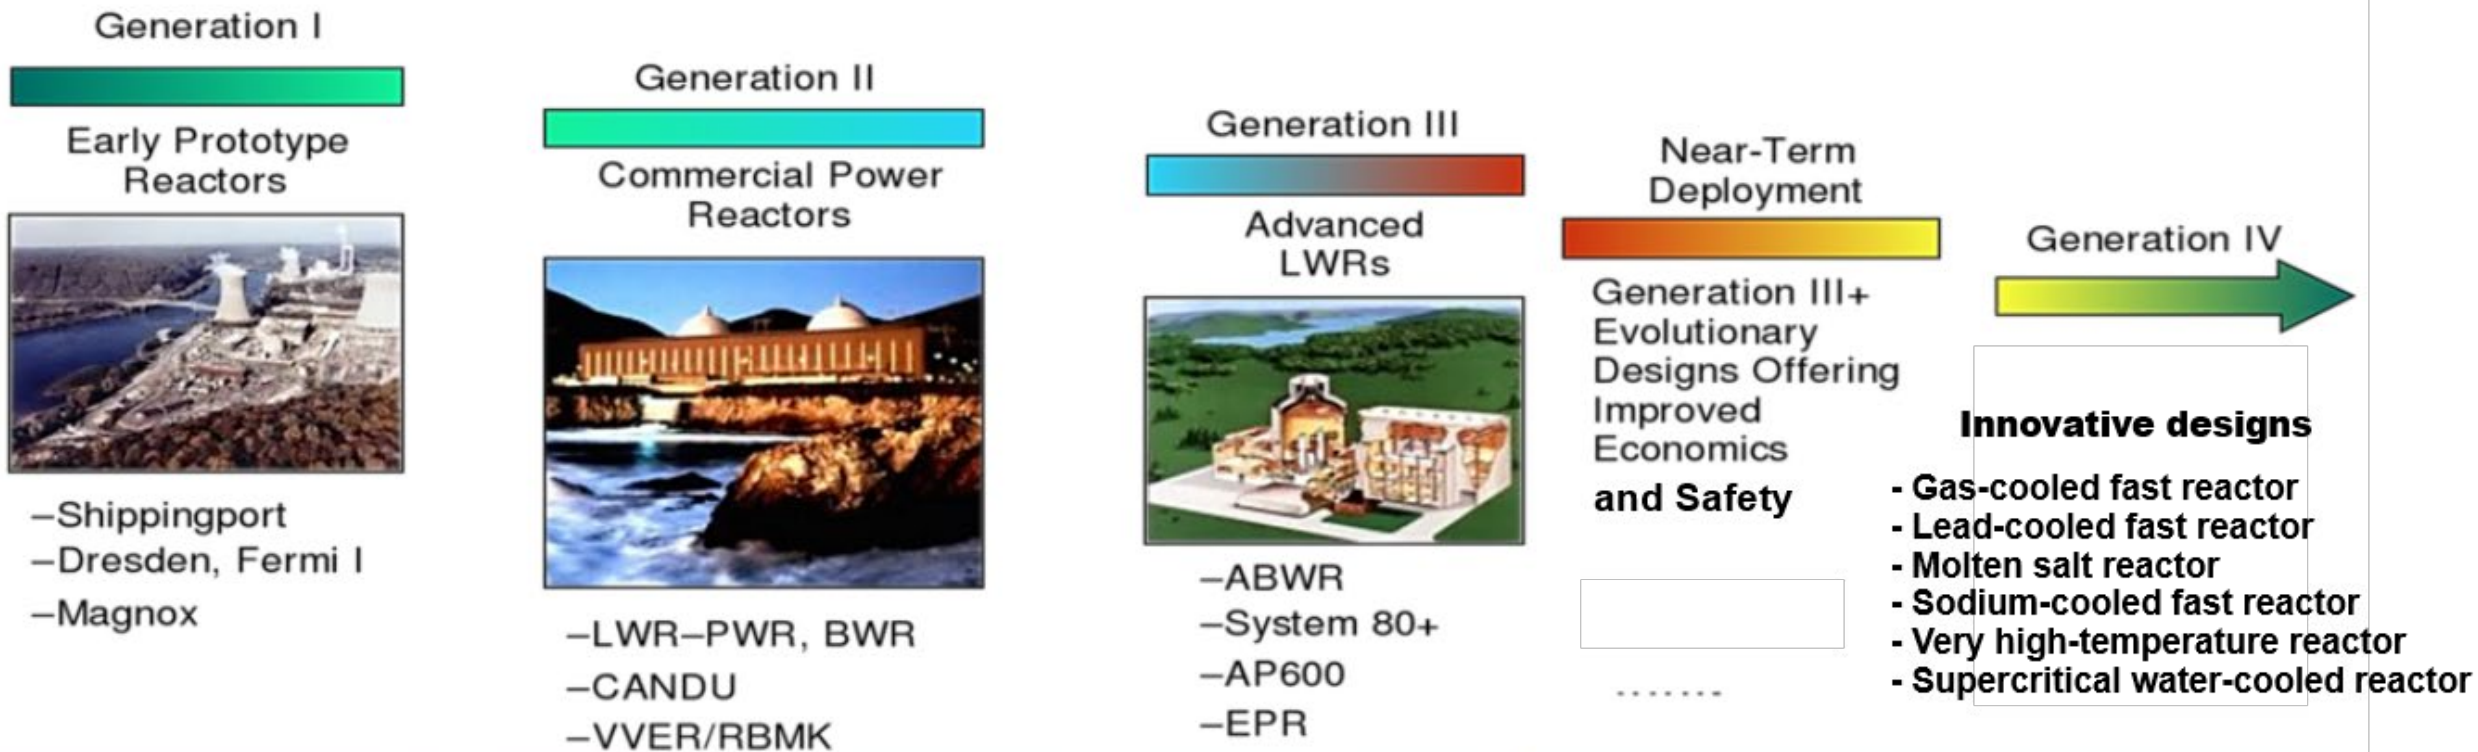 Generation I
Early Prototype
Reactors
–Shippingport
–Dresden, Fermi I
–Magnox
Generation II
Commercial Power
Reactors
–LWR–PWR, BWR
–CANDU
–VVER/RBMK
Generation III
Advanced
LWRs
–ABWR
–System 80+
–AP600
–EPR
Near-Term
Deployment
Generation III+
Evolutionary
Designs Offering
Improved
Economics
and Safety
.......
Generation IV
Innovative designs
- Gas-cooled fast reactor
- Lead-cooled fast reactor
- Molten salt reactor
- Sodium-cooled fast reactor
- Very high-temperature reactor
- Supercritical water-cooled reactor